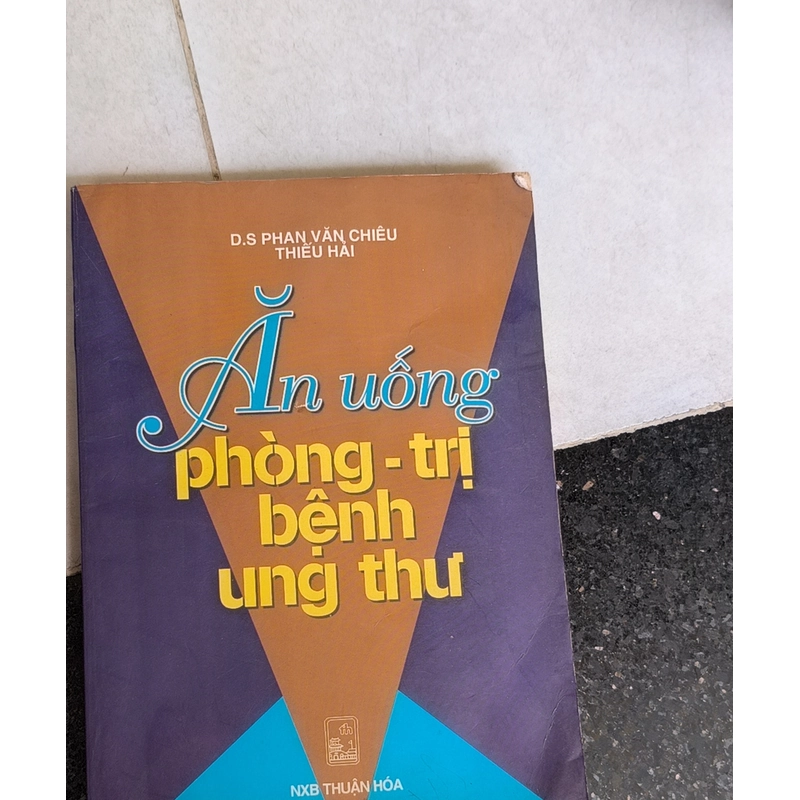 D.S PHAN VĂN CHIÊU
THIẾU HẢI
Ăn uống
phòng - trị
bệnh
ung thư
NXB THUẬN HÓA